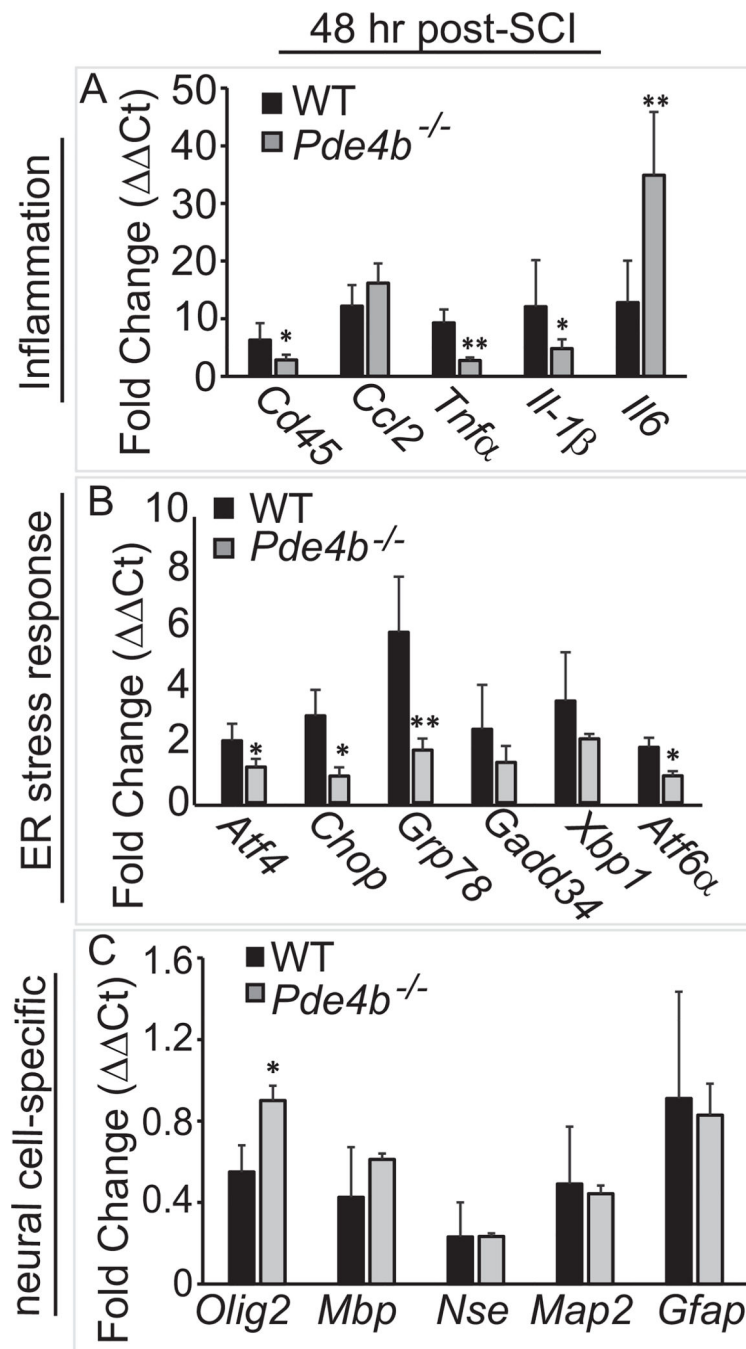 48 hr post-SCI
Inflammation
A
Fold Change (ΔΔCt)
50
40
30
20
10
0
WT
Pde4b-/-
*
**
*
**
Cd45
Ccl2
Tnfα
Il-1β
Il6
ER stress response
B
Fold Change (ΔΔCt)
10
8
6
4
2
0
WT
Pde4b-/-
*
*
**
*
Atf4
Chop
Grp78
Gadd34
Xbp1
Atf6α
neural cell-specific
C
Fold Change (ΔΔCt)
1.6
1.2
0.8
0.4
0
WT
Pde4b-/-
*
Olig2
Mbp
Nse
Map2
Gfap